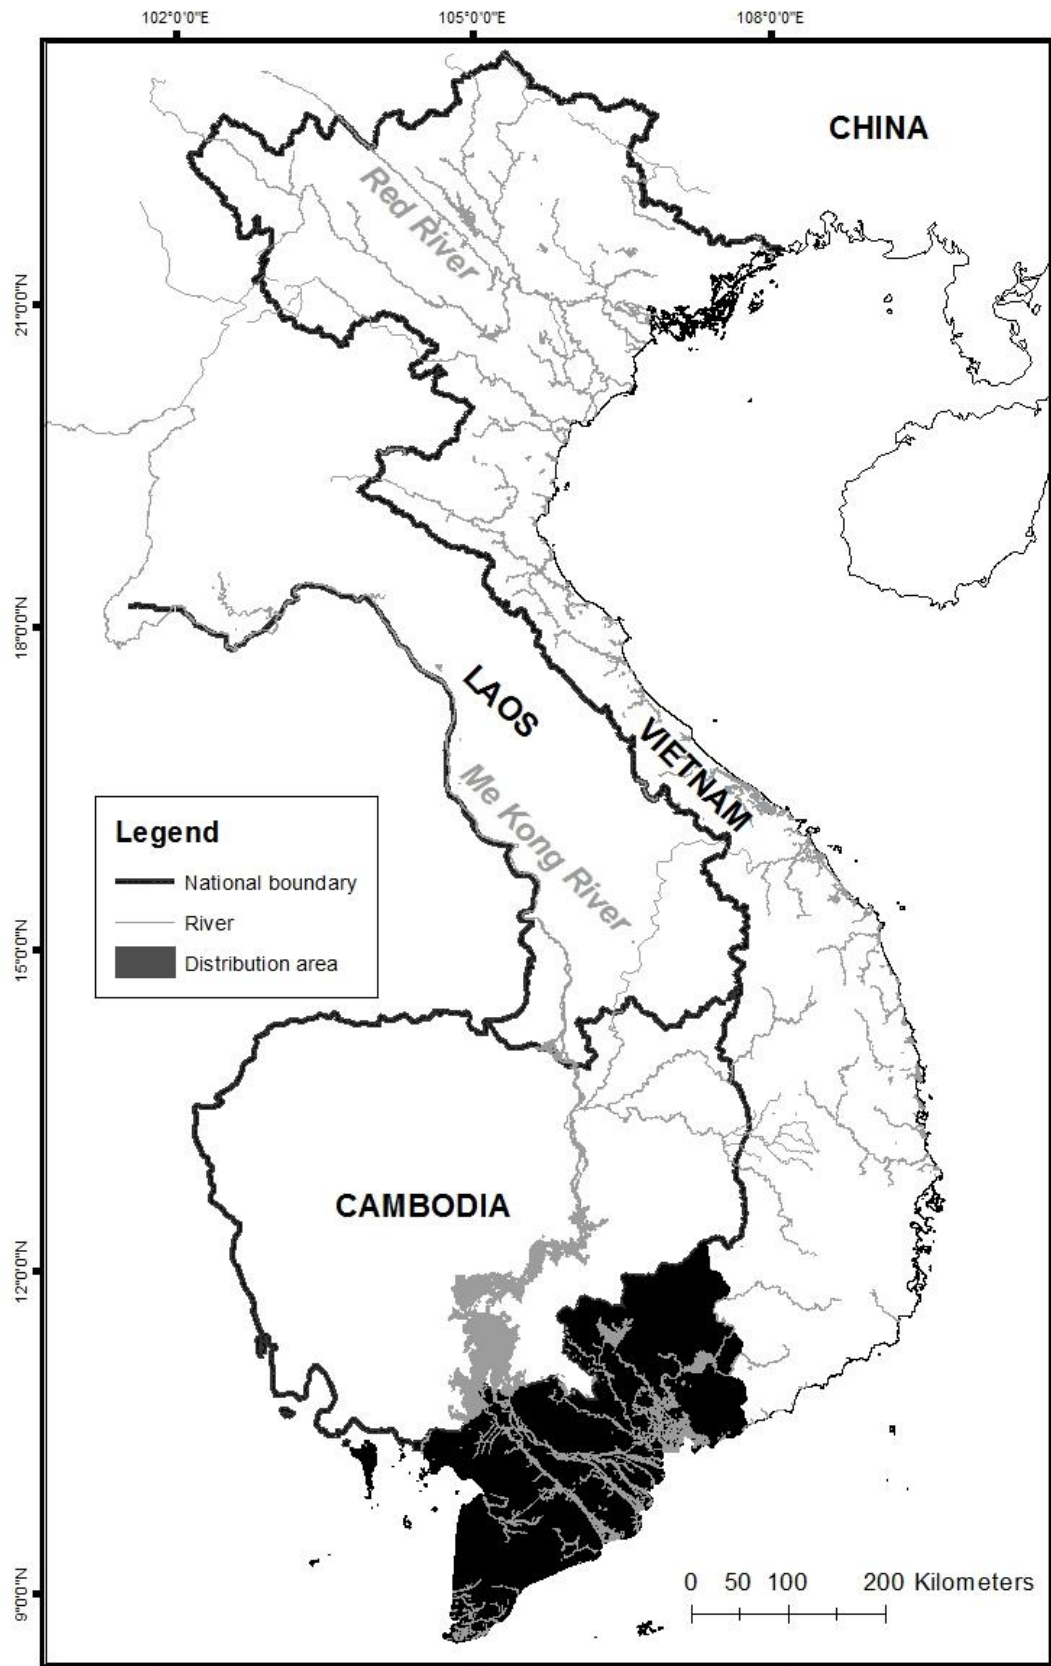 102°0'0"E
105°0'0"E
108°0'0"E
CHINA
Red River
21°0'0"N
18°0'0"N
LAOS
VIETNAM
Me Kong River
Legend
National boundary
River
Distribution area
15°0'0"N
CAMBODIA
12°0'0"N
9°0'0"N
0 50 100 200 Kilometers